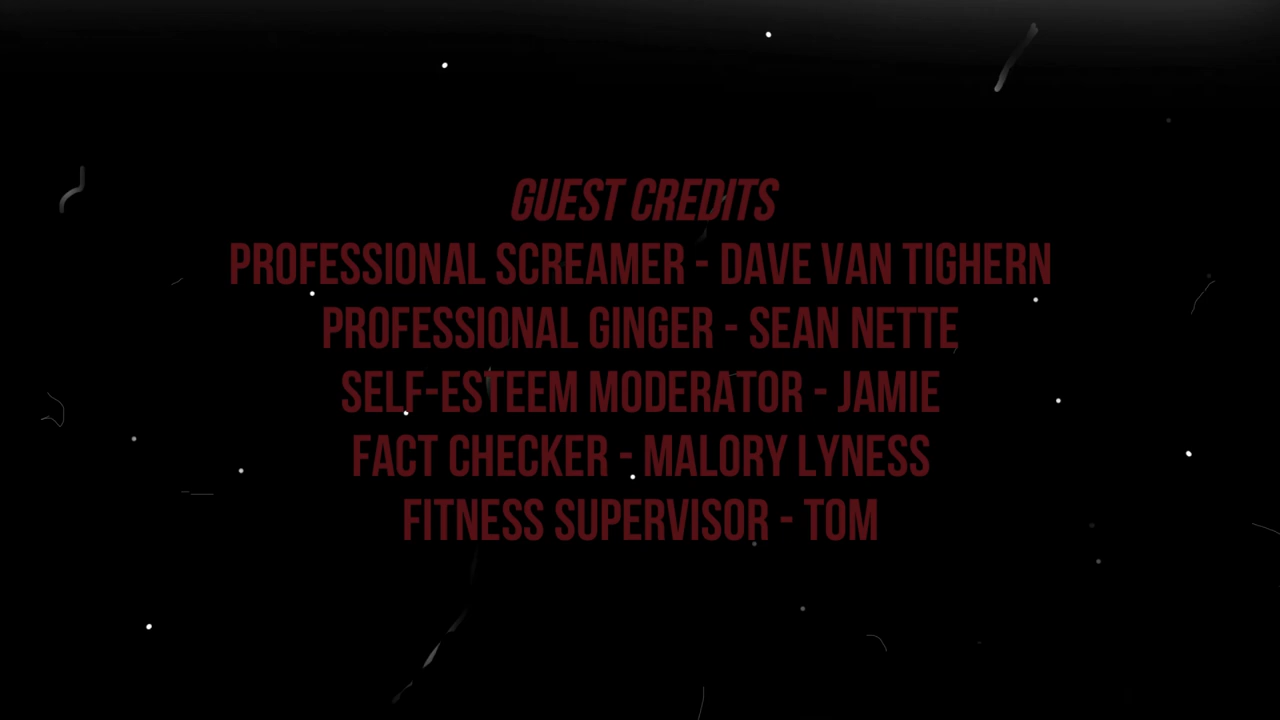 GUEST CREDITS
PROFESSIONAL SCREAMER - DAVE VAN TIGHERN
PROFESSIONAL GINGER - SEAN NETTE
SELF-ESTEEM MODERATOR - JAMIE
FACT CHECKER - MALORY LYNESS
FITNESS SUPERVISOR - TOM